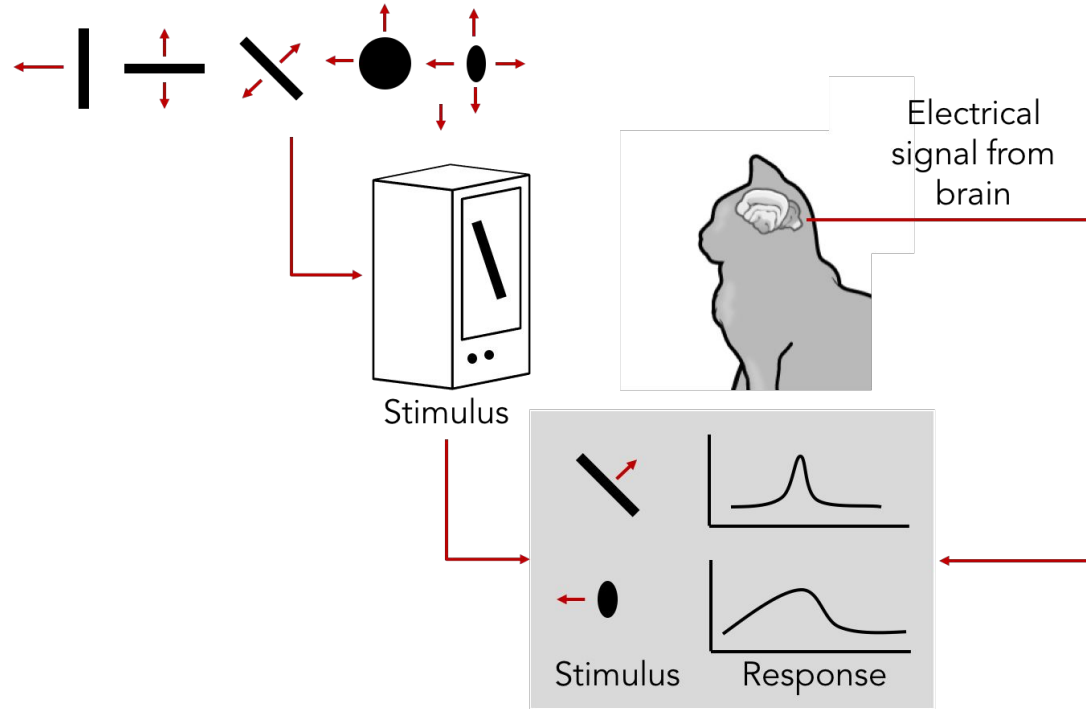 Electrical
signal from
brain
Stimulus
Stimulus
Response